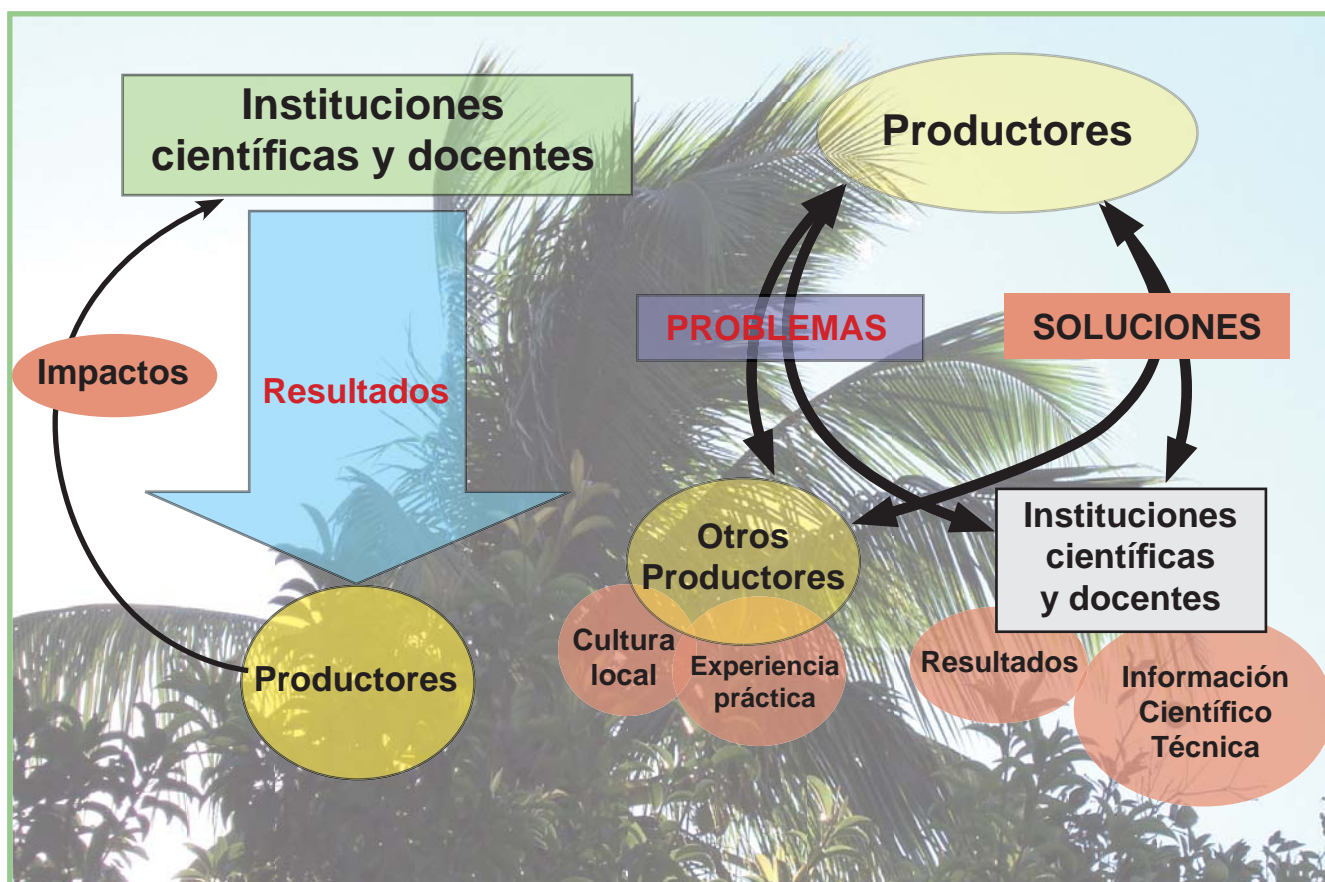 Instituciones
científicas y docentes
Impactos
Resultados
Productores
Productores
PROBLEMAS
SOLUCIONES
Otros
Productores
Cultura
local
Experiencia
práctica
Instituciones
científicas
y docentes
Resultados
Información
Científico
Técnica